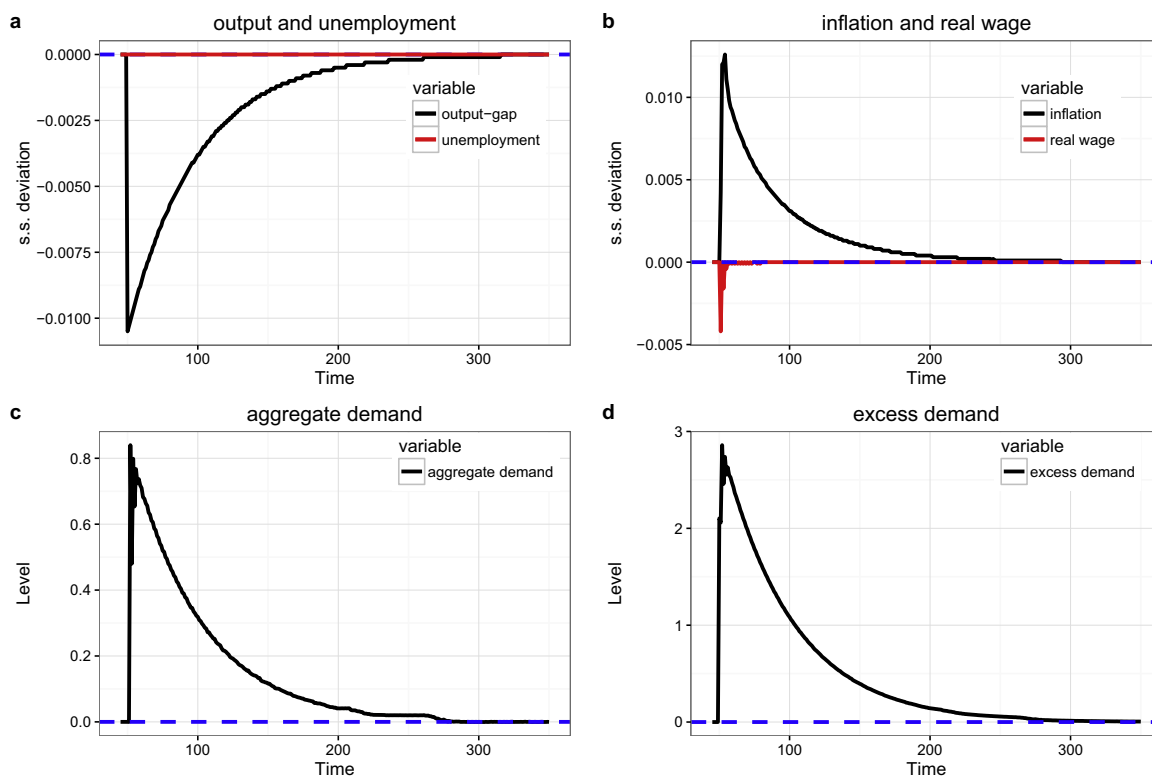 a
output and unemployment
0.0000
−0.0025
−0.0050
−0.0075
−0.0100
s.s. deviation
variable
output−gap
unemployment
100
200
300
Time
b
inflation and real wage
0.010
0.005
0.000
−0.005
s.s. deviation
variable
inflation
real wage
100
200
300
Time
c
aggregate demand
0.8
0.6
0.4
0.2
0.0
Level
variable
aggregate demand
100
200
300
Time
d
excess demand
3
2
1
0
Level
variable
excess demand
100
200
300
Time